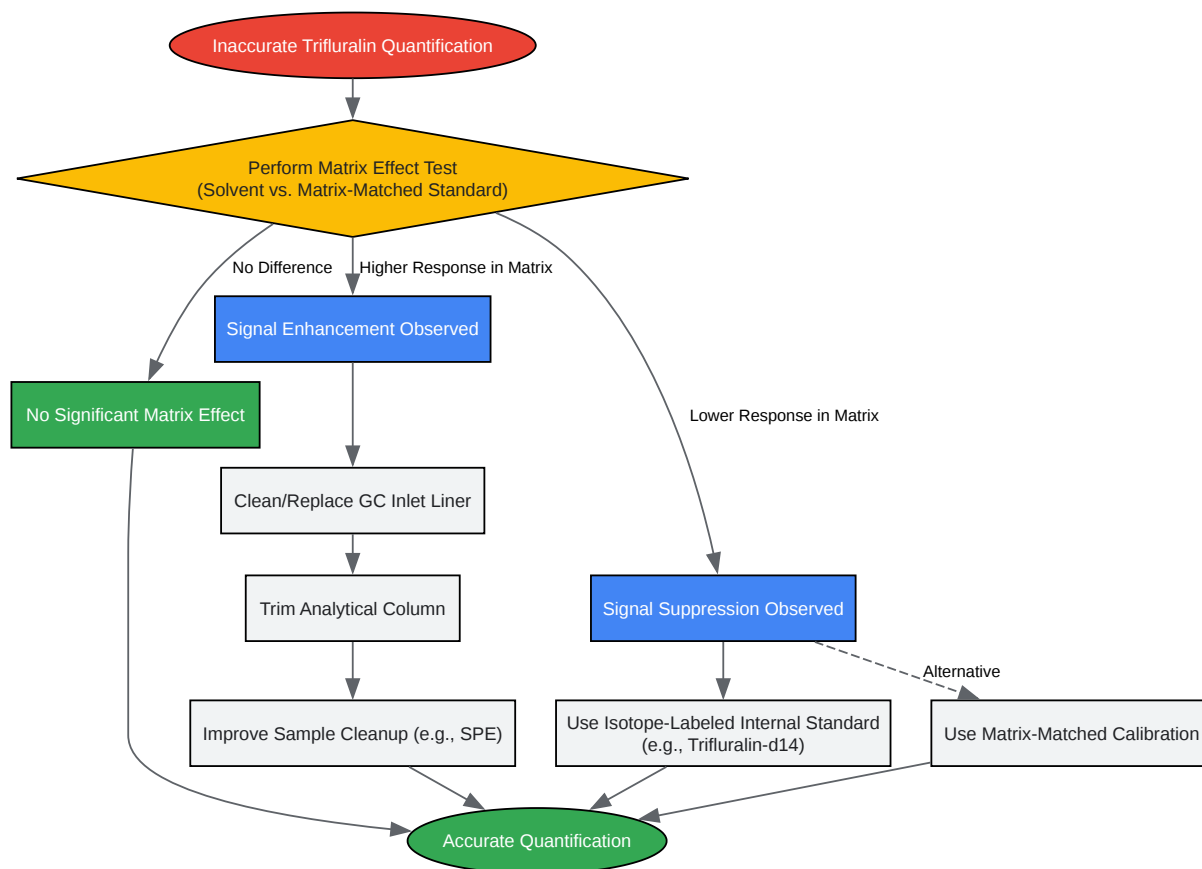 Inaccurate Trifluralin Quantification
Perform Matrix Effect Test
(Solvent vs. Matrix-Matched Standard)
No Difference
Higher Response in Matrix
Signal Enhancement Observed
No Significant Matrix Effect
Lower Response in Matrix
Clean/Replace GC Inlet Liner
Trim Analytical Column
Signal Suppression Observed
Alternative
Improve Sample Cleanup (e.g., SPE)
Use Isotope-Labeled Internal Standard
(e.g., Trifluralin-d14)
Use Matrix-Matched Calibration
Accurate Quantification